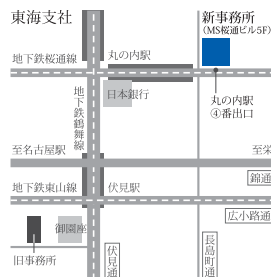 東海支社
新事務所
（MS桜通ビル5F）
地下鉄桜通線
丸の内駅
地下鉄鶴舞線
日本銀行
丸の内駅
④番出口
至名古屋駅
至栄
錦通
地下鉄東山線
伏見駅
広小路通
御園座
旧事務所
伏見通
長島町通